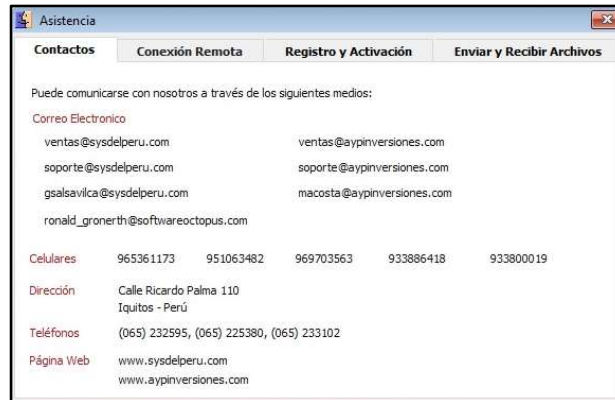 Asistencia
Contactos Conexión Remota Registro y Activación Enviar y Recibir Archivos
Puede comunicarse con nosotros a través de los siguientes medios:
Correo Electronico
ventas@sysdelperu.com ventas@aypinversiones.com
soporte@sysdelperu.com soporte@aypinversiones.com
gsalsavilca@sysdelperu.com macosta@aypinversiones.com
ronald_gronerth@softwareoctopus.com
Celulares 965361173 951063482 969703563 933886418 933800019
Dirección Calle Ricardo Palma 110
Iquitos - Perú
Teléfonos (065) 232595, (065) 225380, (065) 233102
Página Web www.sysdelperu.com
www.aypinversiones.com